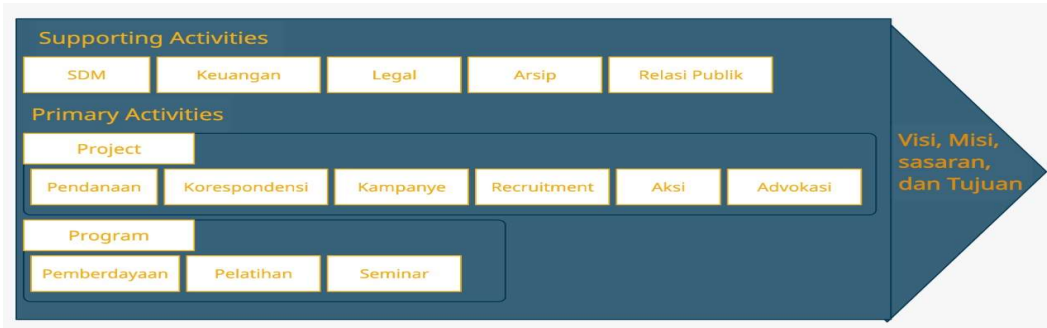 Supporting Activities
SDM Keuangan Legal Arsip Relasi Publik
Primary Activities
Project
Pendanaan Korespondensi Kampanye Recruitment Aksi Advokasi
Visi, Misi,
sasaran,
dan Tujuan
Program
Pemberdayaan Pelatihan Seminar